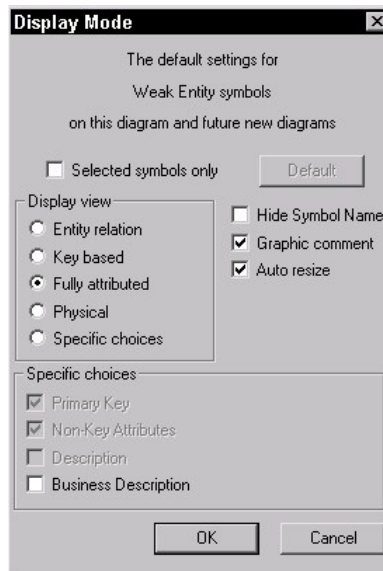 Display Mode
The default settings for
Weak Entity symbols
on this diagram and future new diagrams
Selected symbols only
Default
Display view
Entity relation
Key based
Fully attributed
Physical
Specific choices
Hide Symbol Name
Graphic comment
Auto resize
Specific choices
Primary Key
Non-Key Attributes
Description
Business Description
OK
Cancel